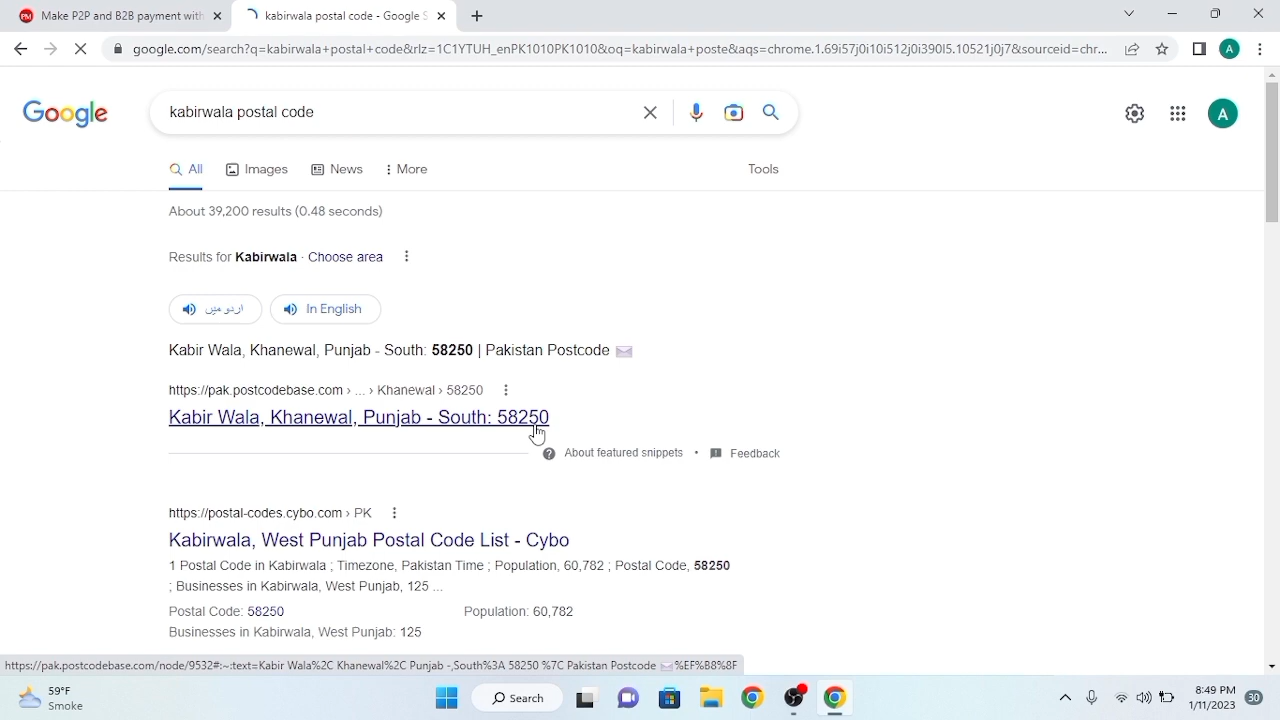 Make P2P and B2B payment with
kabirwala postal code - Google S
google.com/search?q=kabirwala+postal+code&rlz=1C1YTUH_enPK1010PK1010&oq=kabirwala+poste&aqs=chrome.1.69i57j0i10i512j0i390l5.10521j0j7&sourceid=chr...
A
Google
kabirwala postal code
A
All
Images
News
More
Tools
About 39,200 results (0.48 seconds)
Results for Kabirwala · Choose area
اردو میں
In English
Kabir Wala, Khanewal, Punjab - South: 58250 | Pakistan Postcode
https://pak.postcodebase.com › ... › Khanewal › 58250
Kabir Wala, Khanewal, Punjab - South: 58250
About featured snippets • Feedback
https://postal-codes.cybo.com › PK
Kabirwala, West Punjab Postal Code List - Cybo
1 Postal Code in Kabirwala ; Timezone, Pakistan Time ; Population, 60,782 ; Postal Code, 58250
; Businesses in Kabirwala, West Punjab, 125 ...
Postal Code: 58250
Population: 60,782
Businesses in Kabirwala, West Punjab: 125
https://pak.postcodebase.com/node/9532#:~:text=Kabir Wala%2C Khanewal%2C Punjab -,South%3A 58250 %7C Pakistan Postcode ✉%EF%B8%8F
59°F
Smoke
Search
8:49 PM
1/11/2023
30